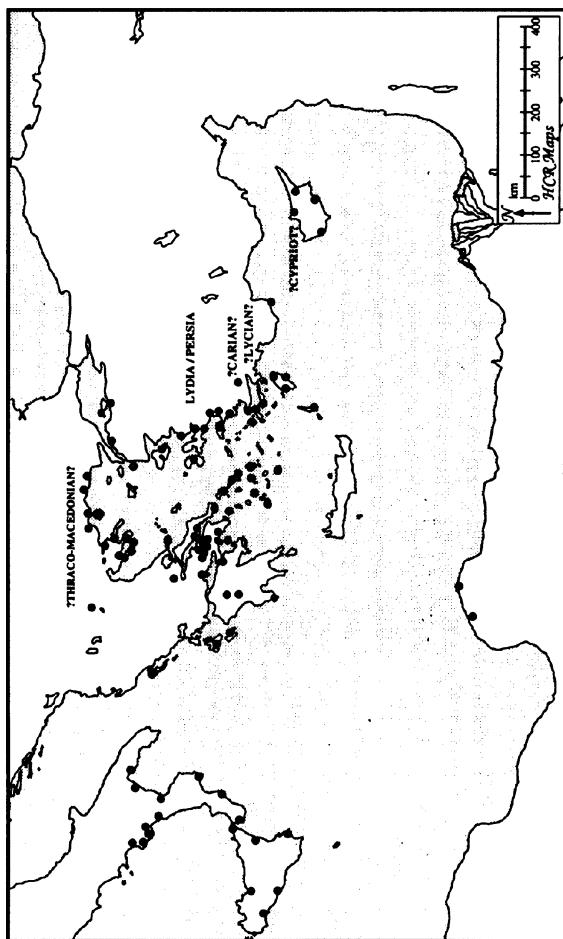 ?THRACO-MACEDONIAN?
LYDIA / PERSIA
?CARIAN?
?LYCIAN?
?CYPRIOT?
N
km
0 100 200 300 400
HCR Maps